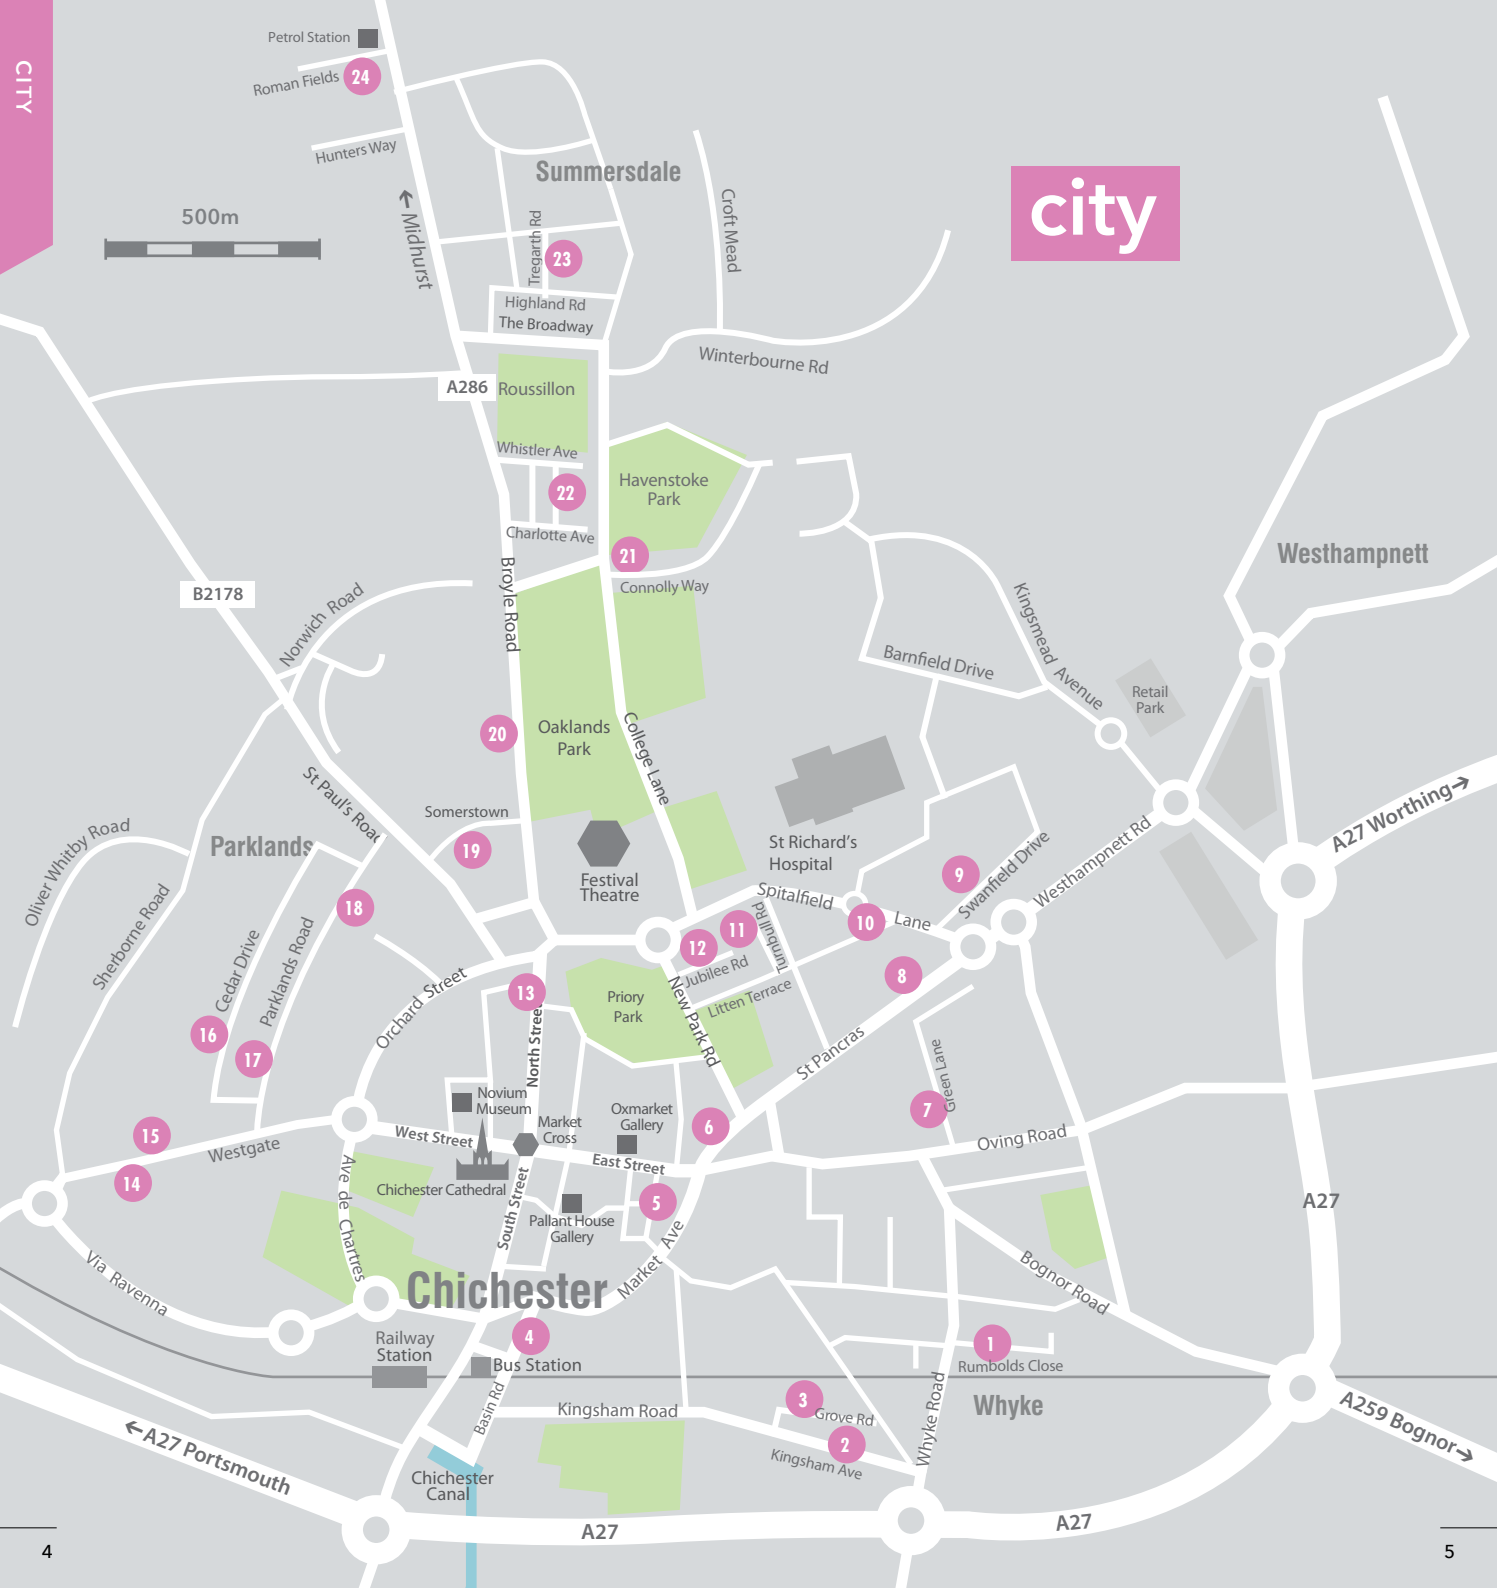 CITY
Petrol Station
Roman Fields
24
Hunters Way
Summersdale
city
500m
Midhurst
Tregarth Rd
23
Croft Mead
Highland Rd
The Broadway
Winterbourne Rd
A286
Roussillon
Whistler Ave
22
Havenstoke
Park
Charlotte Ave
21
Connolly Way
Westhampnett
B2178
Norwich Road
Broyle Road
Kingsmead Avenue
Barnfield Drive
Retail
Park
20
Oaklands
Park
College Lane
St Paul's Road
Somerstown
19
Oliver Whitby Road
Parklands
Festival
Theatre
St Richard's
Hospital
A27 Worthing
Westhampnett Rd
Swanfield Drive
9
Spitalfield Lane
10
Turnbull Rd
11
12
Jubilee Rd
Litten Terrace
8
18
Sherborne Road
Cedar Drive
Parklands Road
16
17
Orchard Street
13
North Street
Priory
Park
New Park Rd
St Pancras
Green Lane
7
Novium
Museum
Market
Cross
Oxmarket
Gallery
6
15
14
Westgate
West Street
East Street
Oving Road
Chichester Cathedral
South Street
Pallant House
Gallery
5
Market Ave
A27
Ave de Chartres
Via Ravenna
Chichester
Bognor Road
Railway
Station
4
Bus Station
1
Rumbolds Close
Whyke
Whyke Road
Basin Rd
Kingsham Road
3
Grove Rd
2
Kingsham Ave
A259 Bognor
A27 Portsmouth
Chichester
Canal
A27
A27
4
5